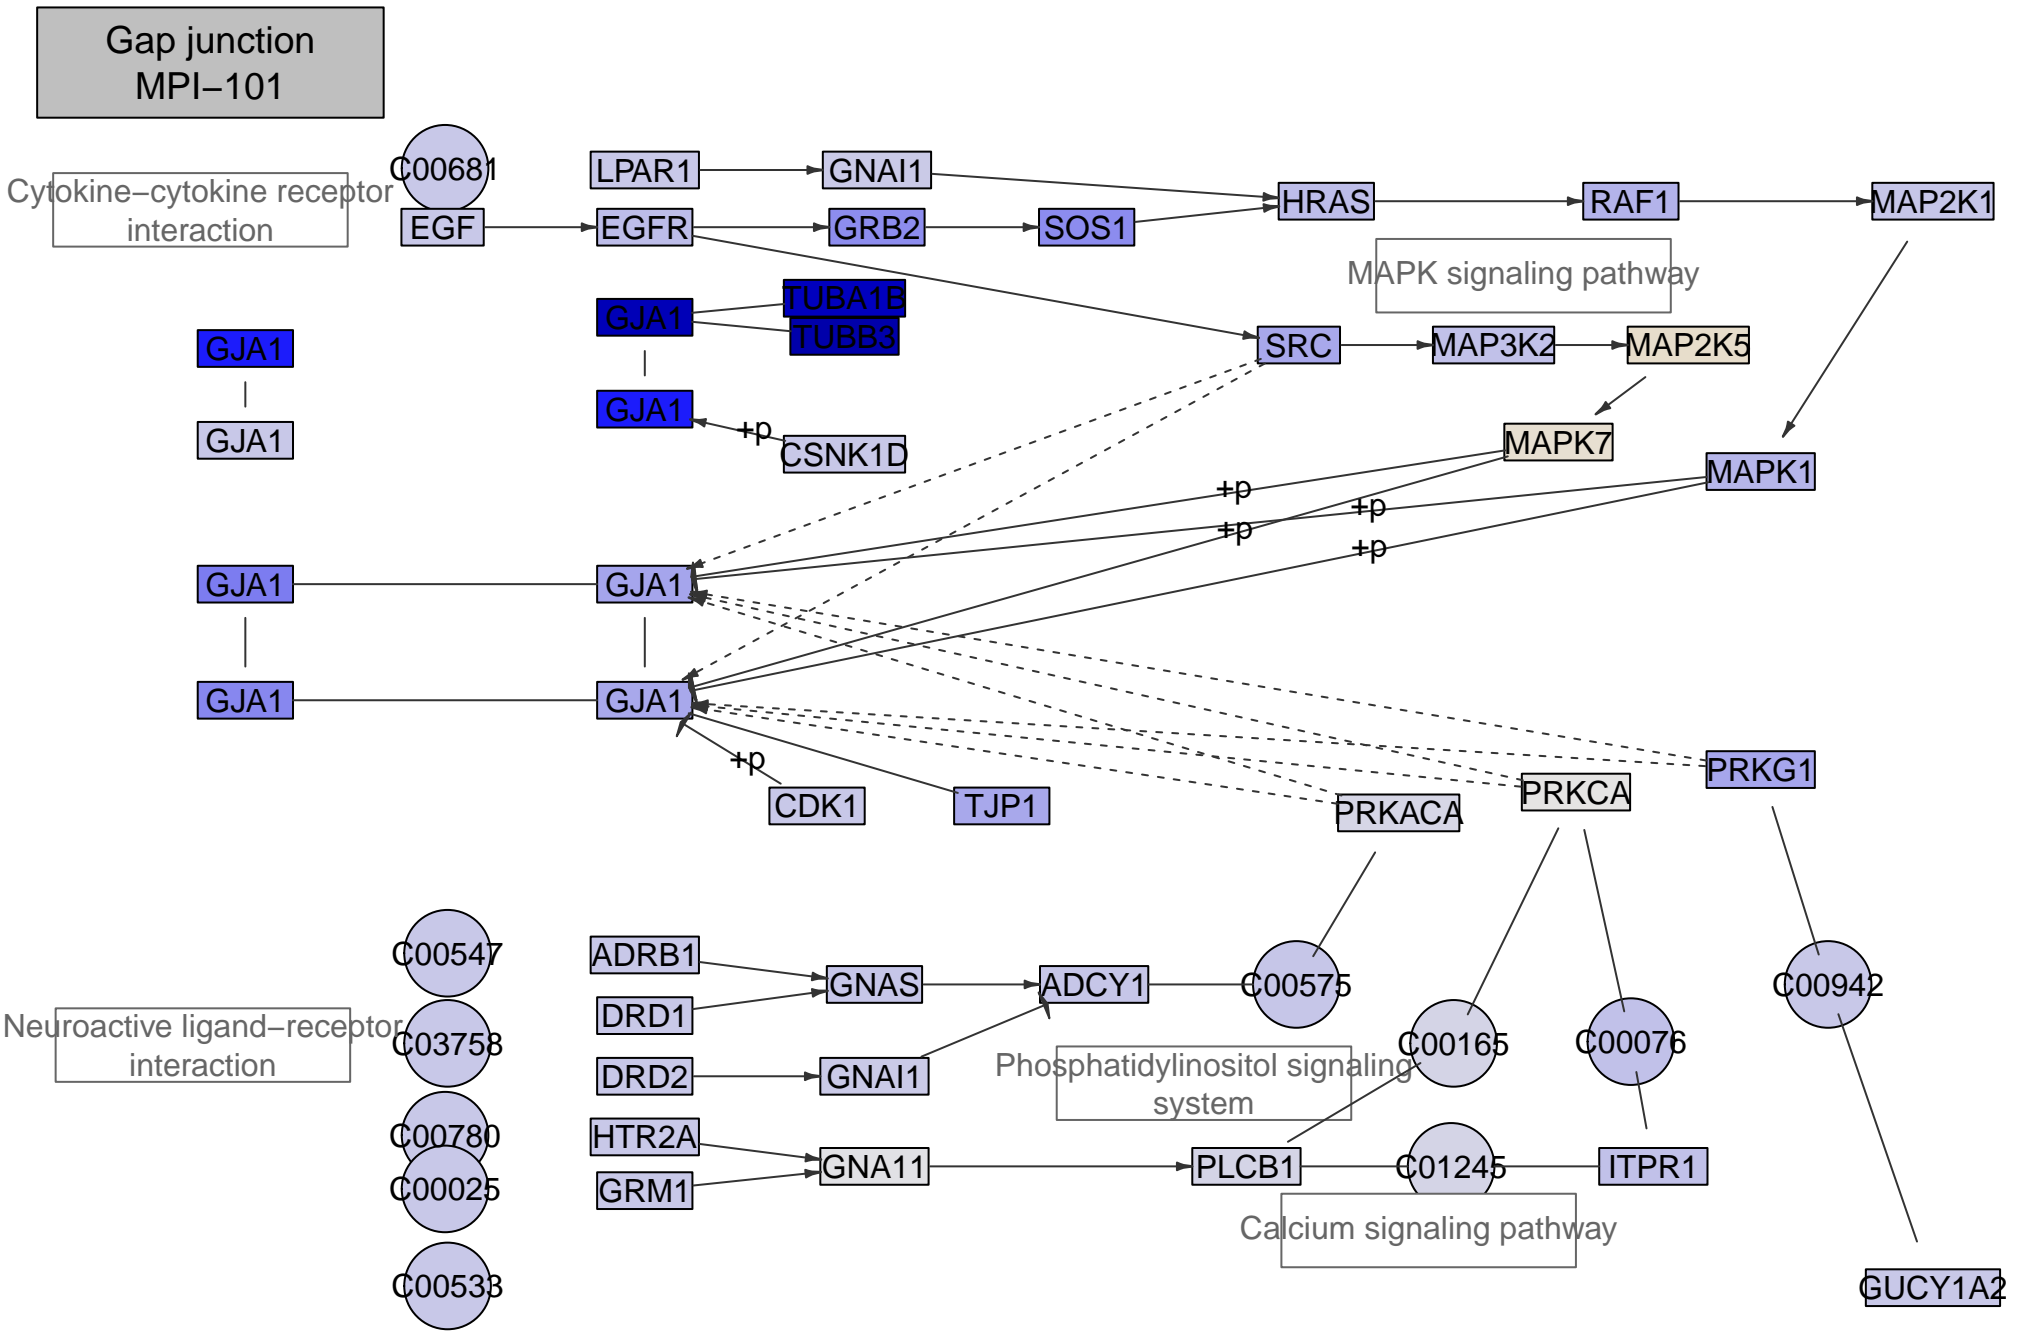 Gap junction
MPI−101
C00681
LPAR1
GNAI1
Cytokine−cytokine receptor
interaction
HRAS
RAF1
MAP2K1
EGF
EGFR
GRB2
SOS1
MAPK signaling pathway
TUBA1B
GJA1
TUBB3
GJA1
SRC
MAP3K2
MAP2K5
GJA1
+p
GJA1
CSNK1D
MAPK7
MAPK1
+p
+p
+p
+p
GJA1
GJA1
GJA1
GJA1
+p
CDK1
TJP1
PRKACA
PRKCA
PRKG1
C00547
ADRB1
GNAS
ADCY1
C00575
C00942
DRD1
Neuroactive ligand−receptor
interaction
C03758
C00165
C00076
DRD2
GNAI1
Phosphatidylinositol signaling
system
C00780
HTR2A
GNA11
PLCB1
C01245
ITPR1
C00025
GRM1
Calcium signaling pathway
C00533
GUCY1A2